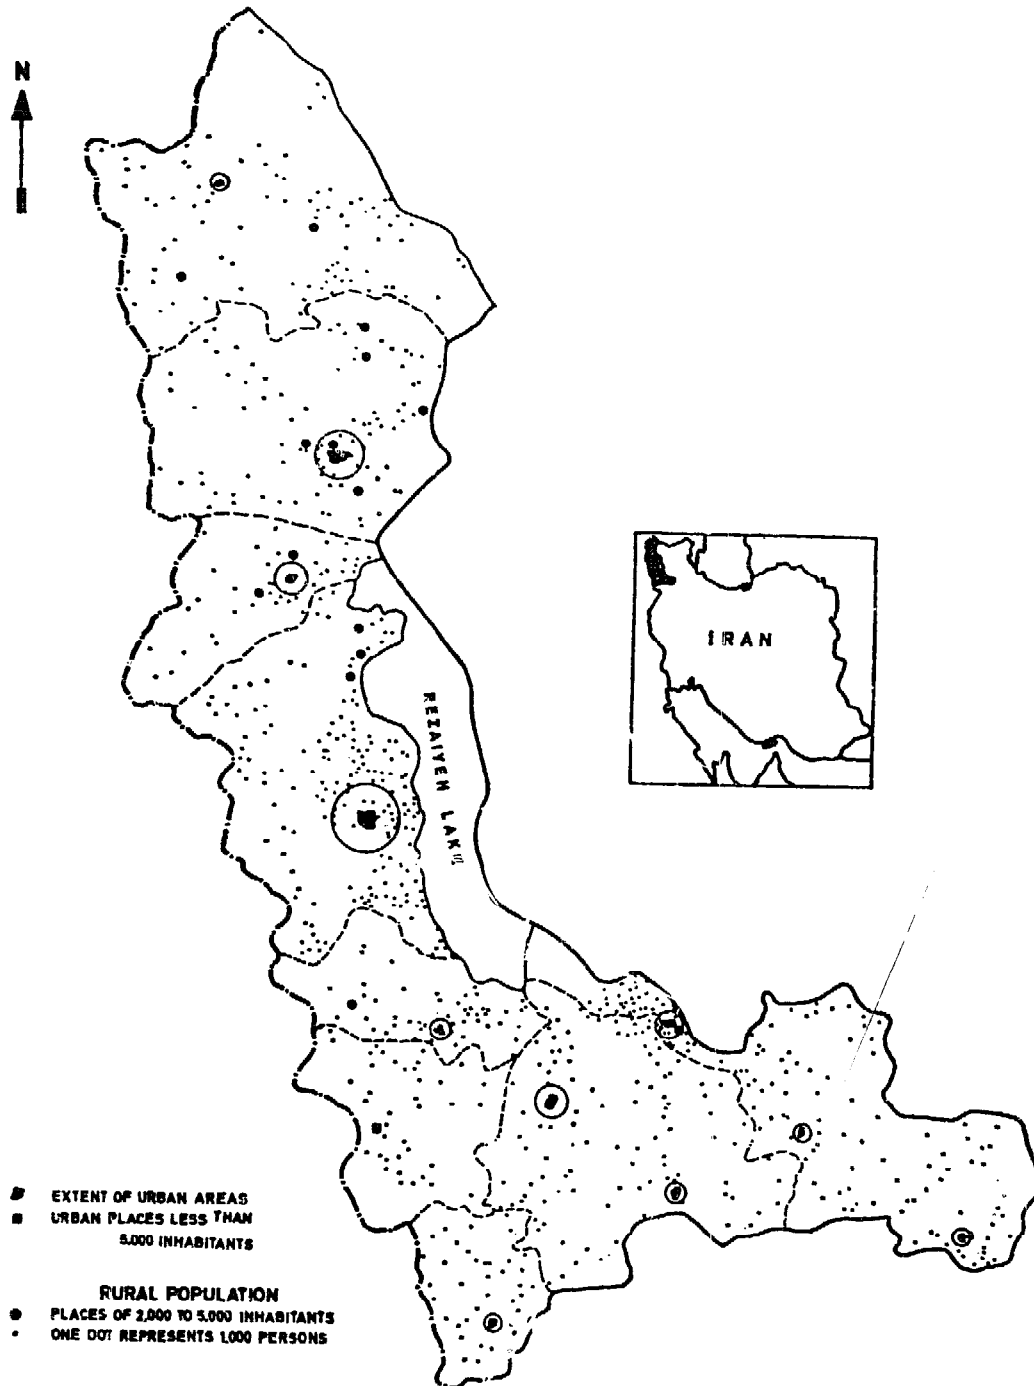 N
IRAN
REZAIYEH LAKE
EXTENT OF URBAN AREAS
URBAN PLACES LESS THAN
5.000 INHABITANTS
RURAL POPULATION
PLACES OF 2,000 TO 5.000 INHABITANTS
ONE DOT REPRESENTS 1,000 PERSONS